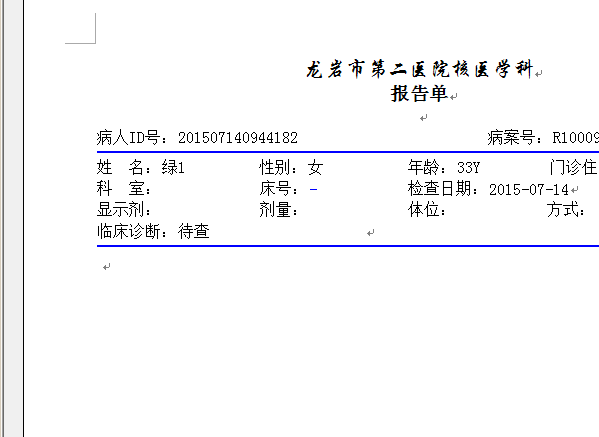 龙岩市第二医院核医学科
报告单
病人ID号：201507140944182 病案号：R10009
姓 名：绿1 性别：女 年龄：33Y 门诊住
科 室： 床号：- 检查日期：2015-07-14
显示剂： 剂量： 体位： 方式：
临床诊断：待查